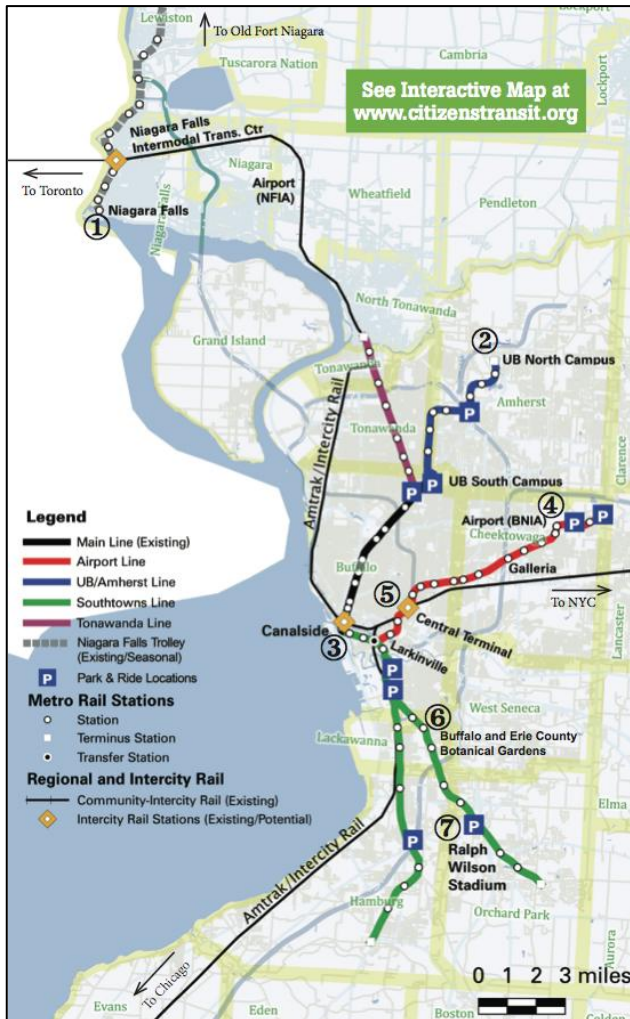 Lewiston
Lockport
To Old Fort Niagara
Tuscarora Nation
Cambria
Lockport
See Interactive Map at
www.citizenstransit.org
Niagara Falls
Intermodal Trans. Ctr
Niagara
Airport
(NFIA)
Wheatfield
Pendleton
To Toronto
Niagara Falls
1
Niagara Falls
North Tonawanda
Grand Island
2
UB North Campus
Tonawanda
Amherst
Amtrak/Intercity Rail
Tonawanda
Clarence
UB South Campus
4
Airport (BNIA)
Cheektowaga
Galleria
Buffalo
5
To NYC
Canalside
Central Terminal
3
Larkinville
Legend
Main Line (Existing)
Airport Line
UB/Amherst Line
Southtowns Line
Tonawanda Line
Niagara Falls Trolley
(Existing/Seasonal)
P Park & Ride Locations
Metro Rail Stations
Station
Terminus Station
Transfer Station
Regional and Intercity Rail
Community-Intercity Rail (Existing)
Intercity Rail Stations (Existing/Potential)
P
P
P
P
P
P
P
West Seneca
6
Buffalo and Erie County
Botanical Gardens
Lackawanna
Elma
7
P
P
Ralph
Wilson
Stadium
Amtrak/Intercity Rail
Hamburg
Orchard Park
Aurora
To Chicago
0 1 2 3 miles
Evans
Eden
Boston
Colden